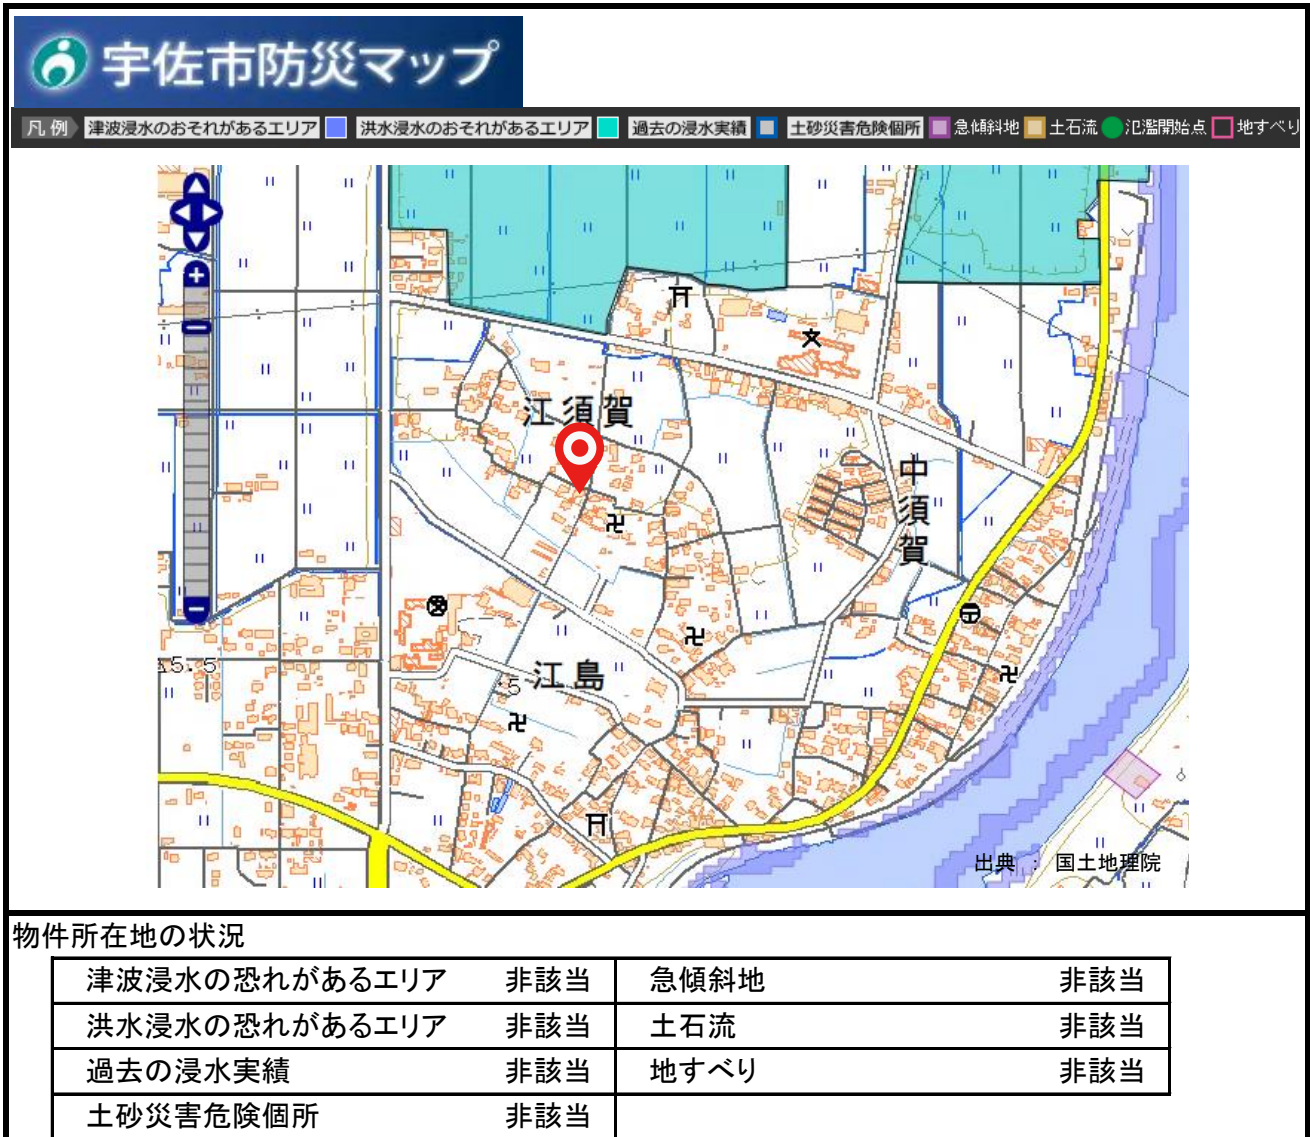 宇佐市防災マップ
凡例 津波浸水のおそれがあるエリア 洪水浸水のおそれがあるエリア 過去の浸水実績 土砂災害危険個所 急傾斜地 土石流 氾濫開始点 地すべり
江須賀
中須賀
5.5
江島
5
出典 : 国土地理院
物件所在地の状況
津波浸水の恐れがあるエリア 非該当 急傾斜地 非該当
洪水浸水の恐れがあるエリア 非該当 土石流 非該当
過去の浸水実績 非該当 地すべり 非該当
土砂災害危険個所 非該当